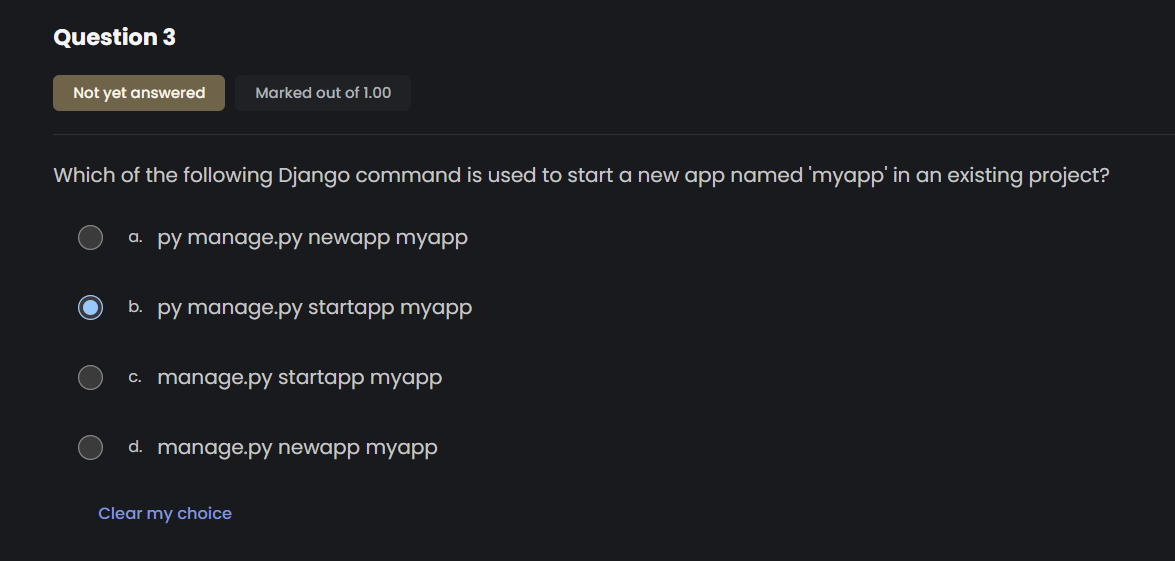 Question 3
Not yet answered Marked out of 1.00
Which of the following Django command is used to start a new app named 'myapp' in an existing project?
a. py manage.py newapp myapp
b. py manage.py startapp myapp
c. manage.py startapp myapp
d. manage.py newapp myapp
Clear my choice